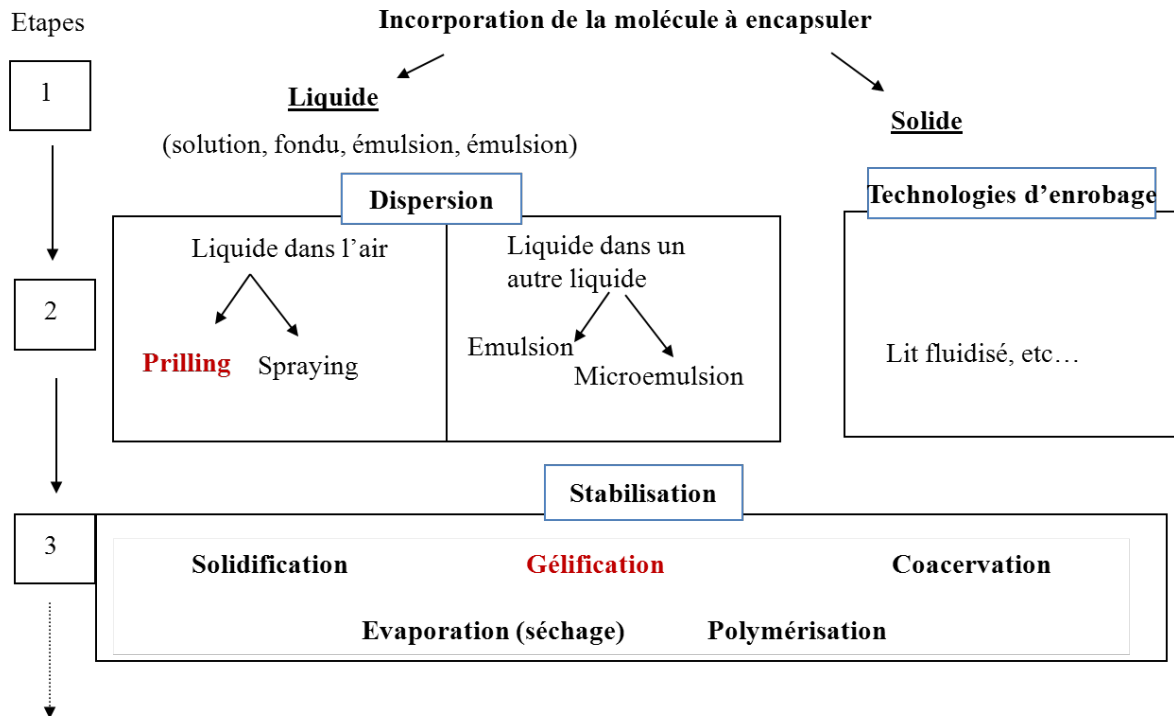 Etapes
Incorporation de la molécule à encapsuler
1
Liquide
Solide
(solution, fondu, émulsion, émulsion)
Dispersion
Technologies d’enrobage
Liquide dans l’air
Liquide dans un
autre liquide
2
Prilling
Spraying
Emulsion
Microemulsion
Lit fluidisé, etc…
Stabilisation
3
Solidification
Gélification
Coacervation
Evaporation (séchage)
Polymérisation